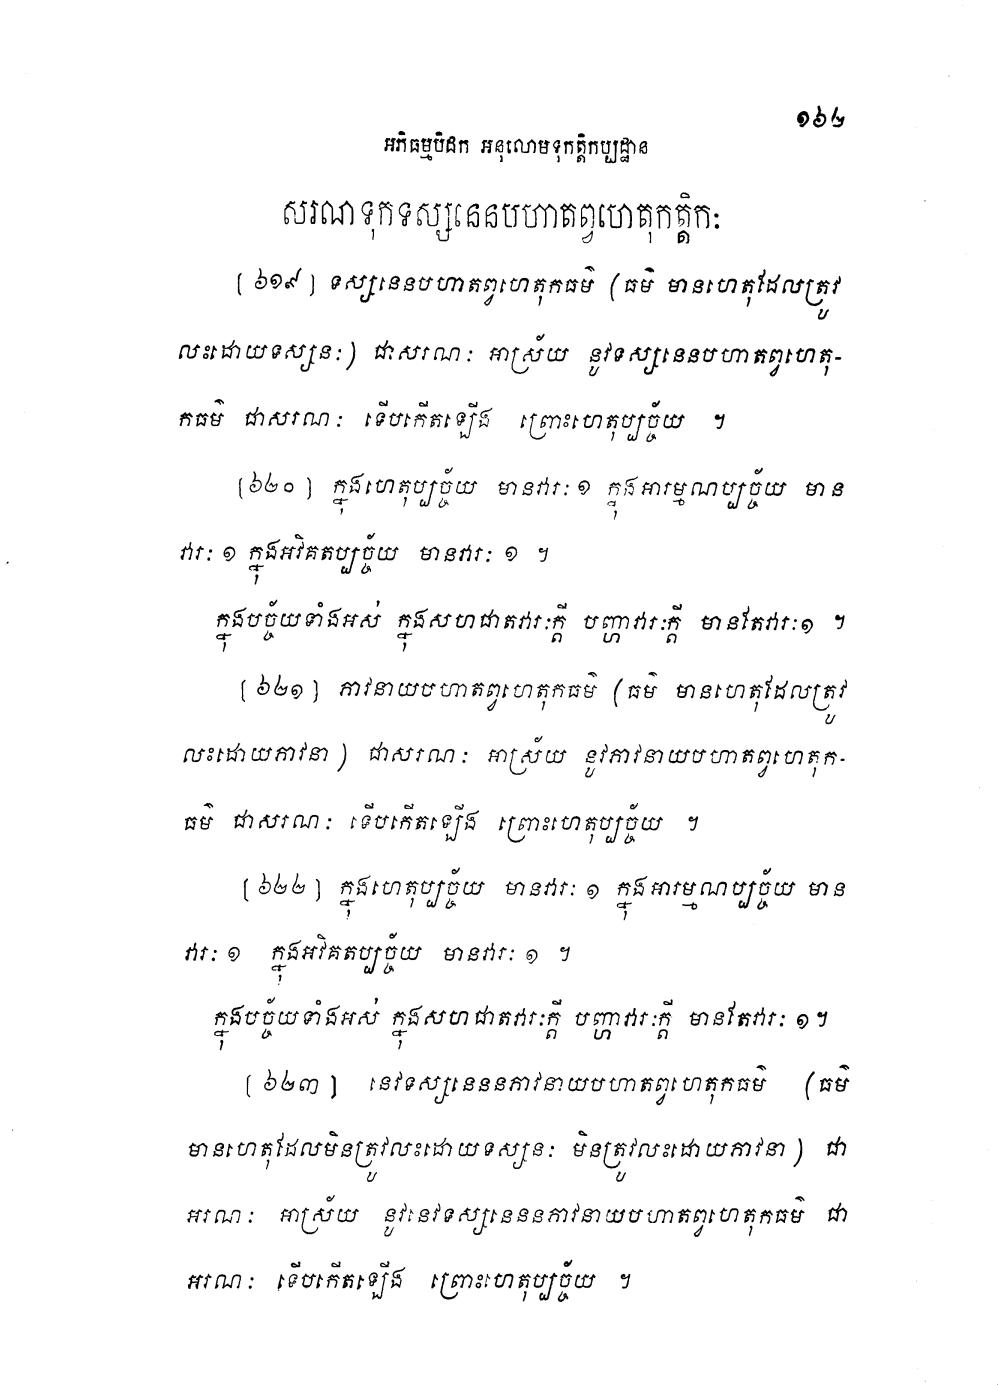 ១៦២
អភិធម្មបិដក អនុលោមទុកត្តិកប្បដ្ឋាន
សរណទុកទស្សនេនបហាតព្វហេតុកត្តិកៈ
[ ៦១៩ ] ទស្សនេនបហាតព្វហេតុកធម៌ (ធម៌ មានហេតុដែលត្រូវ
លះដោយទស្សនៈ) ជាសរណៈ អាស្រ័យ នូវទស្សនេនបហាតព្វហេតុ-
កធម៌ ជាសរណៈ ទើបកើតឡើង ព្រោះហេតុប្បច្ច័យ ។
[ ៦២០ ] ក្នុងហេតុប្បច្ច័យ មានវារៈ ១ ក្នុងអារម្មណប្បច្ច័យ មាន
វារៈ ១ ក្នុងអវិគតប្បច្ច័យ មានវារៈ ១ ។
ក្នុងបច្ច័យទាំងអស់ ក្នុងសហជាតវារៈក្តី បញ្ហាវារៈក្តី មានតែវារៈ១ ។
[ ៦២១ ] ភាវនាយបហាតព្វហេតុកធម៌ (ធម៌ មានហេតុដែលត្រូវ
លះដោយភាវនា ) ជាសរណៈ អាស្រ័យ នូវភាវនាយបហាតព្វហេតុក-
ធម៌ ជាសរណៈ ទើបកើតឡើង ព្រោះហេតុប្បច្ច័យ ។
[ ៦២២ ] ក្នុងហេតុប្បច្ច័យ មានវារៈ ១ ក្នុងអារម្មណប្បច្ច័យ មាន
វារៈ ១ ក្នុងអវិគតប្បច្ច័យ មានវារៈ ១ ។
ក្នុងបច្ច័យទាំងអស់ ក្នុងសហជាតវារៈក្តី បញ្ហាវារៈក្តី មានតែវារៈ ១។
[ ៦២៣ ] នេវទស្សនេននភាវនាយបហាតព្វហេតុកធម៌ (ធម៌
មានហេតុដែលមិនត្រូវលះដោយទស្សនៈ មិនត្រូវលះដោយភាវនា ) ជា
អរណៈ អាស្រ័យ នូវនេវទស្សនេននភាវនាយបហាតព្វហេតុកធម៌ ជា
អរណៈ ទើបកើតឡើង ព្រោះហេតុប្បច្ច័យ ។